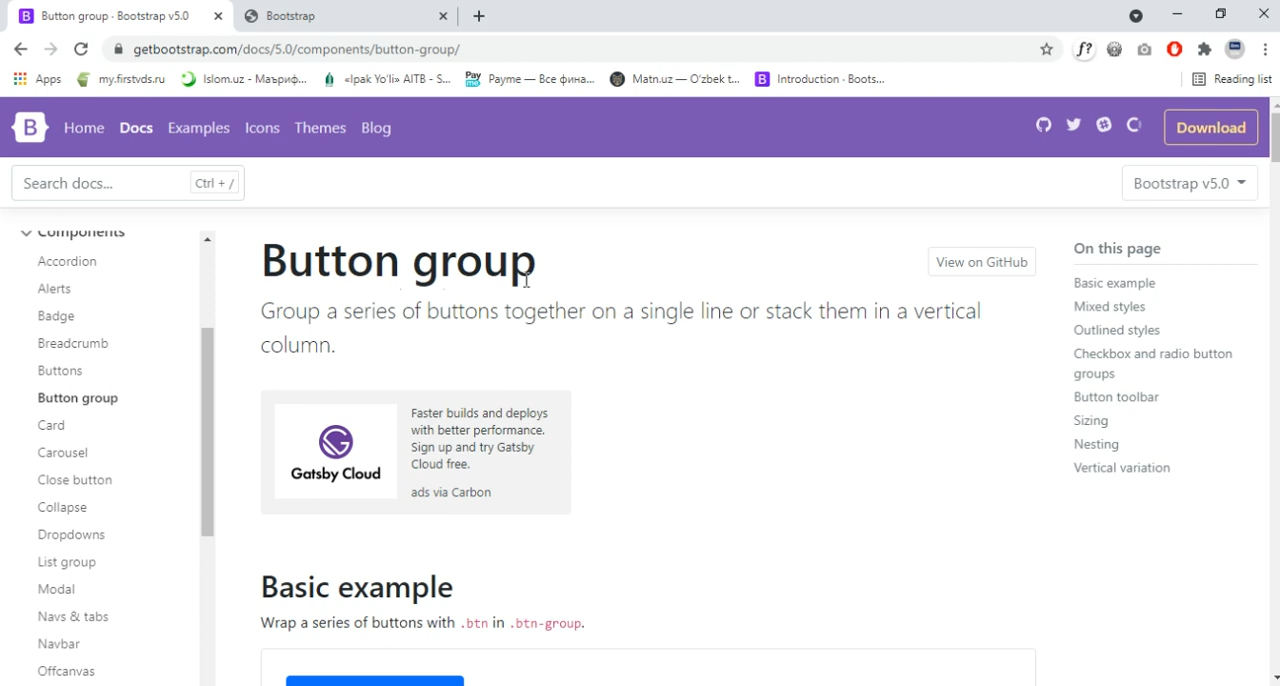 Button group · Bootstrap v5.0
Bootstrap
getbootstrap.com/docs/5.0/components/button-group/
Apps
my.firstvds.ru
Islom.uz - Маъриф...
«Ipak Yo'li» AITB - S...
Payme — Все фина...
Matn.uz — O'zbek t...
Introduction · Boots...
Reading list
B
Home
Docs
Examples
Icons
Themes
Blog
Download
Search docs...
Ctrl + /
Bootstrap v5.0
Components
Accordion
Alerts
Badge
Breadcrumb
Buttons
Button group
Card
Carousel
Close button
Collapse
Dropdowns
List group
Modal
Navs & tabs
Navbar
Offcanvas
Button group
View on GitHub
Group a series of buttons together on a single line or stack them in a vertical
column.
Gatsby Cloud
Faster builds and deploys
with better performance.
Sign up and try Gatsby
Cloud free.
ads via Carbon
Basic example
Wrap a series of buttons with .btn in .btn-group.
On this page
Basic example
Mixed styles
Outlined styles
Checkbox and radio button
groups
Button toolbar
Sizing
Nesting
Vertical variation